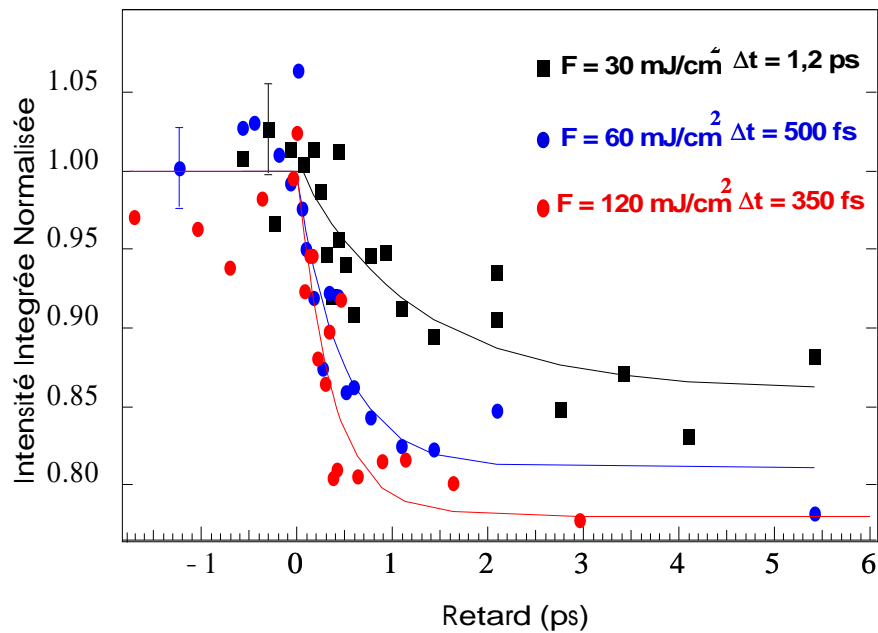 Intensité Integrée Normalisée
1.05
1.00
0.95
0.90
0.85
0.80
F = 30 mJ/cm² Δt = 1,2 ps
F = 60 mJ/cm² Δt = 500 fs
F = 120 mJ/cm² Δt = 350 fs
- 1 0 1 2 3 4 5 6
Retard (ps)